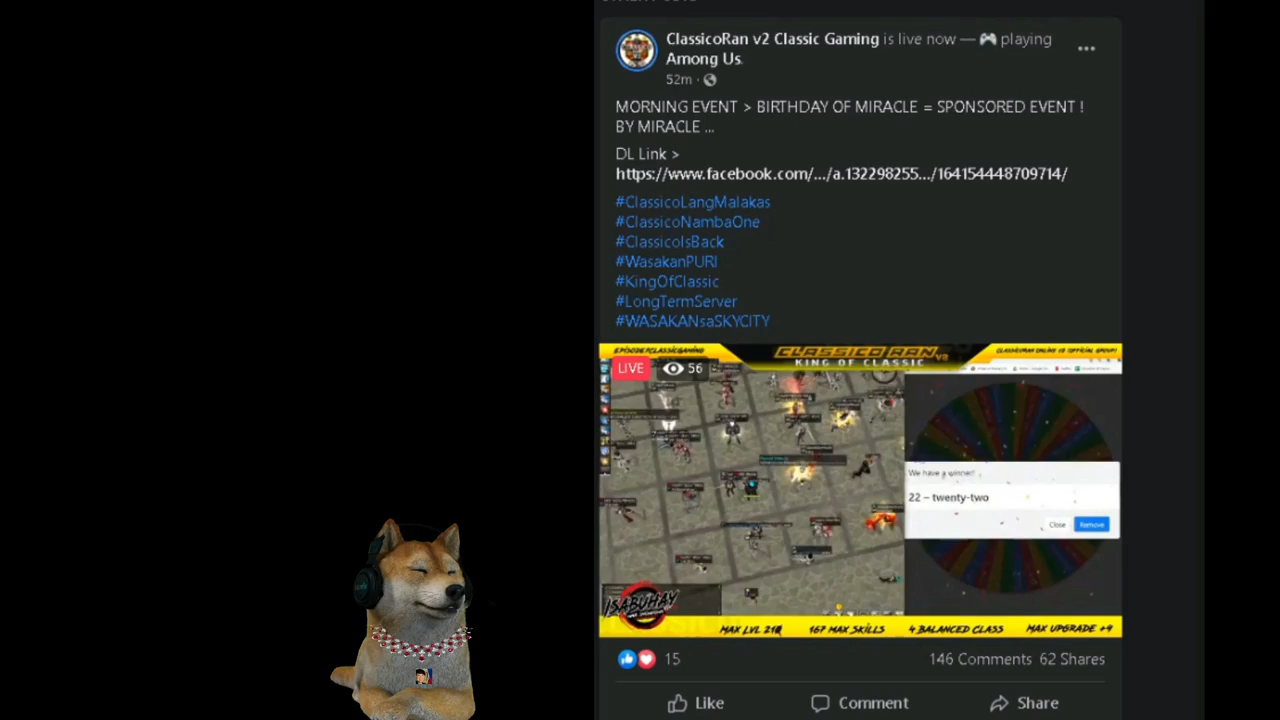 ClassicoRan v2 Classic Gaming is live now — 🎮 playing
Among Us.
52m ·
MORNING EVENT > BIRTHDAY OF MIRACLE = SPONSORED EVENT !
BY MIRACLE ...
DL Link >
https://www.facebook.com/.../a.132298255.../164154448709714/
#ClassicoLangMalakas
#ClassicoNambaOne
#ClassicoIsBack
#WasakanPURI
#KingOfClassic
#LongTermServer
#WASAKANsaSKYCITY
CLASSICO RAN V2
KING OF CLASSIC
LIVE 56
We have a winner!
22 – twenty-two
Close Remove
ISABUHAY
MAX LVL 210 167 MAX SKILLS 4 BALANCED CLASS MAX UPGRADE +9
15 146 Comments 62 Shares
Like Comment Share